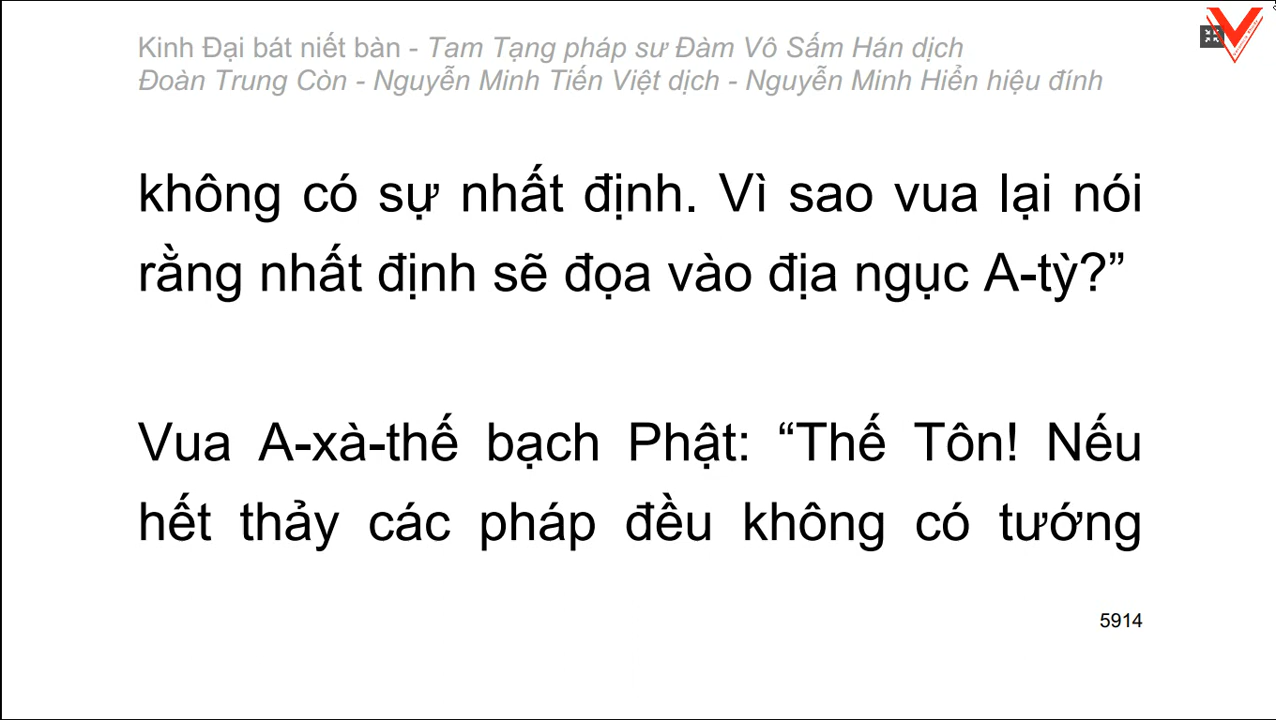 Kinh Đại bát niết bàn - Tam Tạng pháp sư Đàm Vô Sấm Hán dịch
Đoàn Trung Còn - Nguyễn Minh Tiến Việt dịch - Nguyễn Minh Hiển hiệu đính
không có sự nhất định. Vì sao vua lại nói
rằng nhất định sẽ đọa vào địa ngục A-tỳ?”
Vua A-xà-thế bạch Phật: “Thế Tôn! Nếu
hết thảy các pháp đều không có tướng
5914